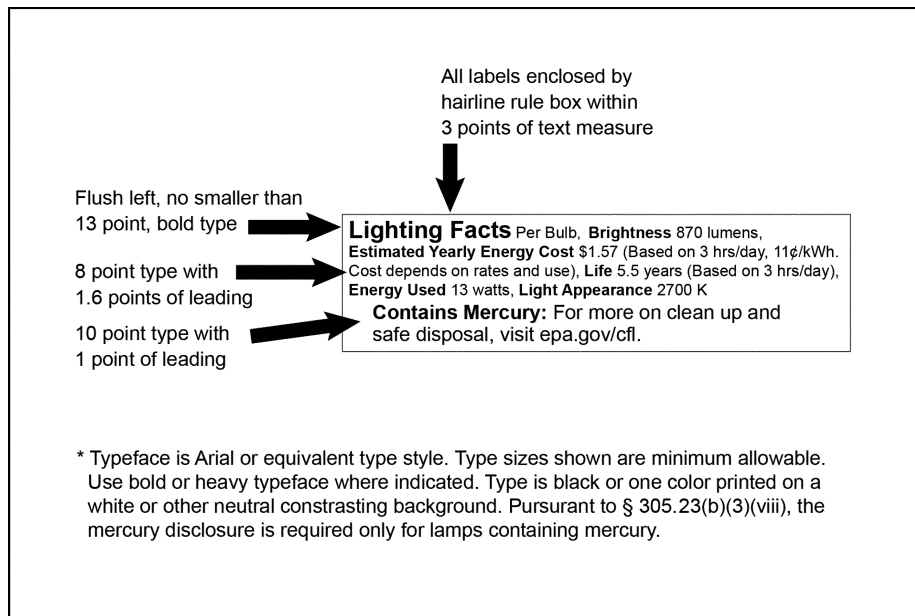 All labels enclosed by
hairline rule box within
3 points of text measure
Flush left, no smaller than
13 point, bold type
8 point type with
1.6 points of leading
10 point type with
1 point of leading
Lighting Facts Per Bulb, Brightness 870 lumens,
Estimated Yearly Energy Cost $1.57 (Based on 3 hrs/day, 11¢/kWh.
Cost depends on rates and use), Life 5.5 years (Based on 3 hrs/day),
Energy Used 13 watts, Light Appearance 2700 K
Contains Mercury: For more on clean up and
safe disposal, visit epa.gov/cfl.
* Typeface is Arial or equivalent type style. Type sizes shown are minimum allowable.
Use bold or heavy typeface where indicated. Type is black or one color printed on a
white or other neutral constrasting background. Pursuant to § 305.23(b)(3)(viii), the
mercury disclosure is required only for lamps containing mercury.